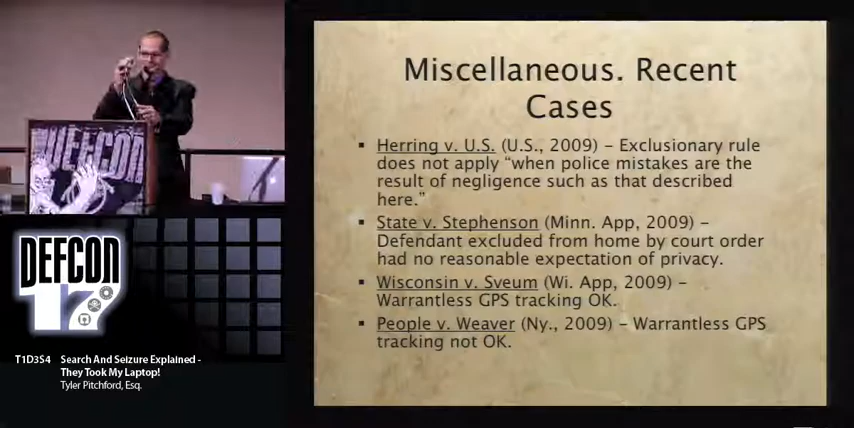 DEFCON
DEFCON
17
T1D3S4 Search And Seizure Explained -
They Took My Laptop!
Tyler Pitchford, Esq.
Miscellaneous. Recent
Cases
▪ Herring v. U.S. (U.S., 2009) – Exclusionary rule
does not apply “when police mistakes are the
result of negligence such as that described
here.”
▪ State v. Stephenson (Minn. App, 2009) –
Defendant excluded from home by court order
had no reasonable expectation of privacy.
▪ Wisconsin v. Sveum (Wi. App, 2009) –
Warrantless GPS tracking OK.
▪ People v. Weaver (Ny., 2009) – Warrantless GPS
tracking not OK.